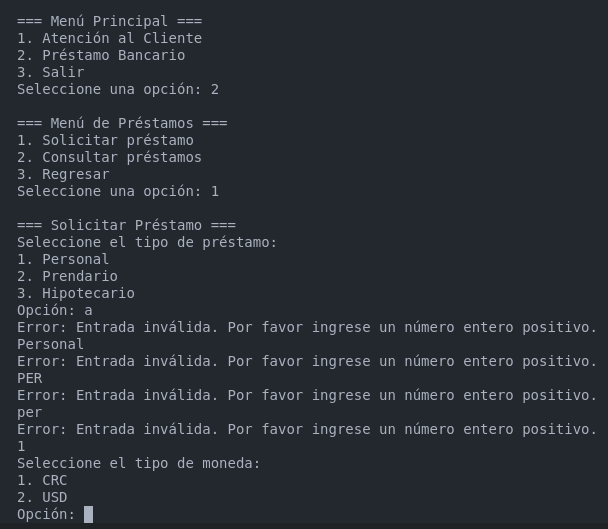 === Menú Principal ===
1. Atención al Cliente
2. Préstamo Bancario
3. Salir
Seleccione una opción: 2
=== Menú de Préstamos ===
1. Solicitar préstamo
2. Consultar préstamos
3. Regresar
Seleccione una opción: 1
=== Solicitar Préstamo ===
Seleccione el tipo de préstamo:
1. Personal
2. Prendario
3. Hipotecario
Opción: a
Error: Entrada inválida. Por favor ingrese un número entero positivo.
Personal
Error: Entrada inválida. Por favor ingrese un número entero positivo.
PER
Error: Entrada inválida. Por favor ingrese un número entero positivo.
per
Error: Entrada inválida. Por favor ingrese un número entero positivo.
1
Seleccione el tipo de moneda:
1. CRC
2. USD
Opción: